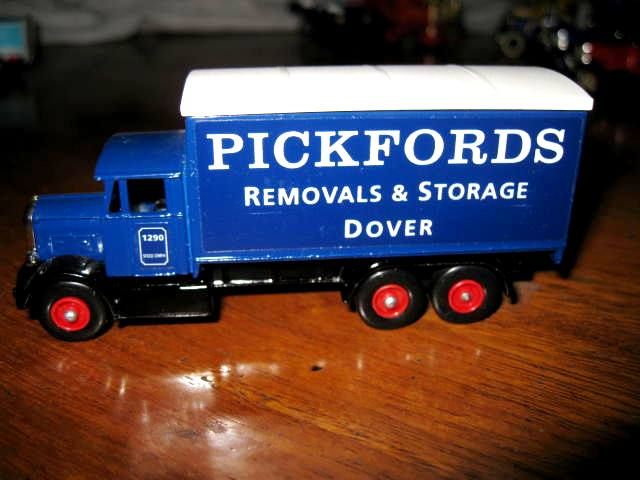 PICKFORDS
REMOVALS & STORAGE
DOVER
1290